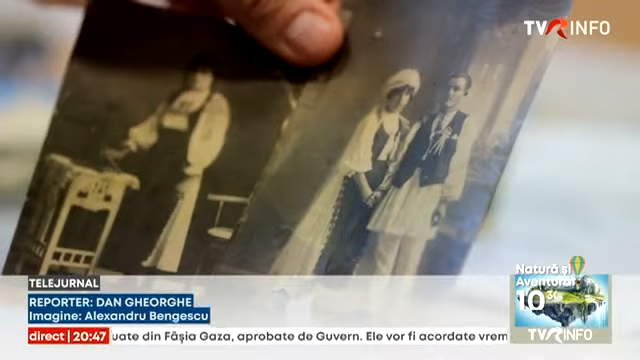 TVR INFO
TELEJURNAL
REPORTER: DAN GHEORGHE
Imagine: Alexandru Bengescu
Natură și
Aventură
10 30
TVR INFO
direct | 20:47 uate din Fâșia Gaza, aprobate de Guvern. Ele vor fi acordate vrem